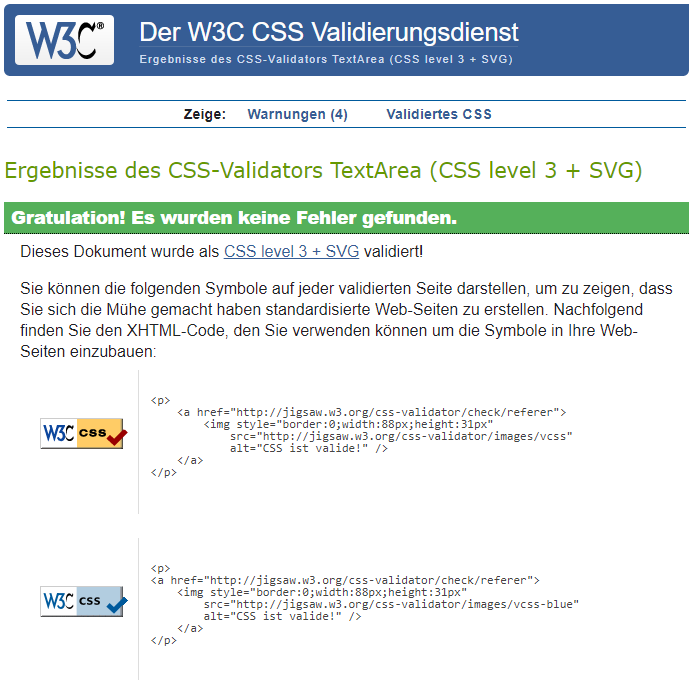 W3C® Der W3C CSS Validierungsdienst
Ergebnisse des CSS-Validators TextArea (CSS level 3 + SVG)
Zeige: Warnungen (4) Validiertes CSS
Ergebnisse des CSS-Validators TextArea (CSS level 3 + SVG)
Gratulation! Es wurden keine Fehler gefunden.
Dieses Dokument wurde als CSS level 3 + SVG validiert!
Sie können die folgenden Symbole auf jeder validierten Seite darstellen, um zu zeigen, dass
Sie sich die Mühe gemacht haben standardisierte Web-Seiten zu erstellen. Nachfolgend
finden Sie den XHTML-Code, den Sie verwenden können um die Symbole in Ihre Web-
Seiten einzubauen:
W3C css
<p>
<a href="http://jigsaw.w3.org/css-validator/check/referer">
<img style="border:0;width:88px;height:31px"
src="http://jigsaw.w3.org/css-validator/images/vcss"
alt="CSS ist valide!" />
</a>
</p>
W3C css
<p>
<a href="http://jigsaw.w3.org/css-validator/check/referer">
<img style="border:0;width:88px;height:31px"
src="http://jigsaw.w3.org/css-validator/images/vcss-blue"
alt="CSS ist valide!" />
</a>
</p>